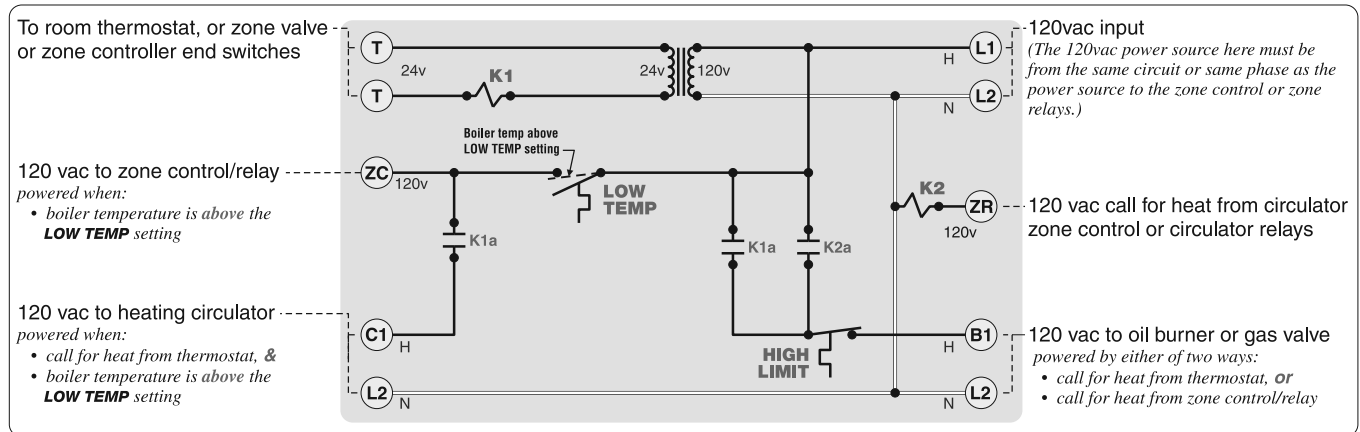 To room thermostat, or zone valve
or zone controller end switches
T
24v
K1
24v
120v
T
120vac input
(The 120vac power source here must be
from the same circuit or same phase as the
power source to the zone control or zone
relays.)
L1
H
L2
N
Boiler temp above
LOW TEMP setting
120 vac to zone control/relay
powered when:
• boiler temperature is above the
LOW TEMP setting
ZC
120v
LOW
TEMP
K2
ZR
120v
120 vac call for heat from circulator
zone control or circulator relays
K1a
K1a
K2a
120 vac to heating circulator
powered when:
• call for heat from thermostat, &
• boiler temperature is above the
LOW TEMP setting
C1
H
L2
N
HIGH
LIMIT
H
B1
N
L2
120 vac to oil burner or gas valve
powered by either of two ways:
• call for heat from thermostat, or
• call for heat from zone control/relay